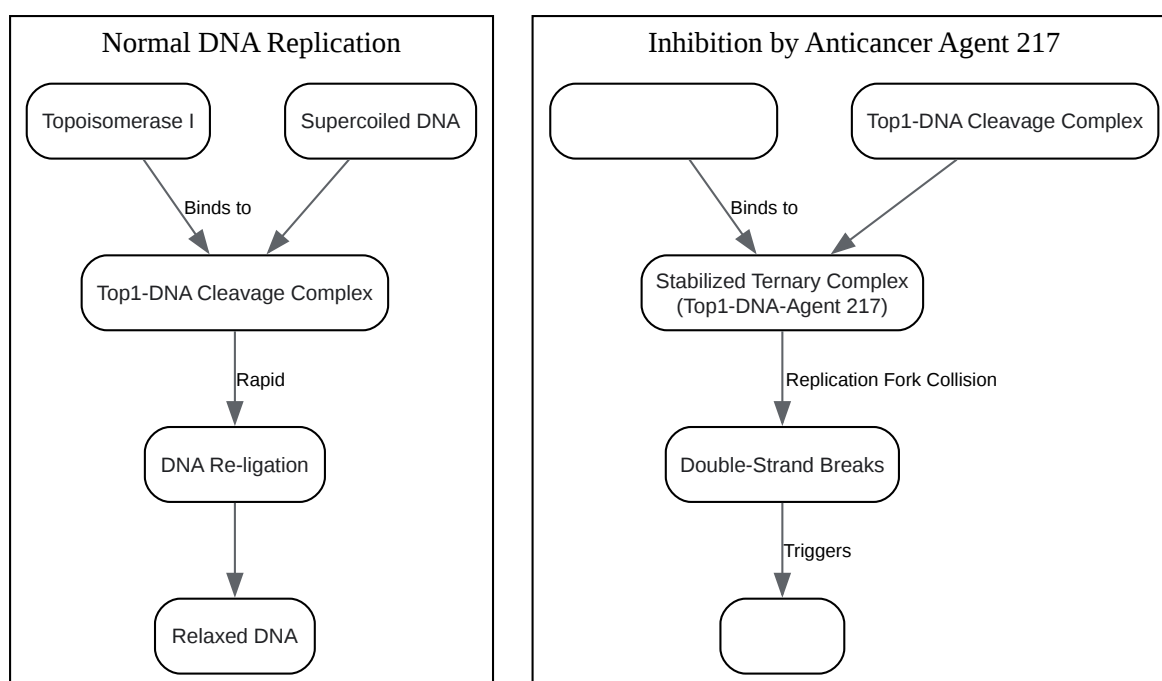 Normal DNA Replication
Topoisomerase I
Supercoiled DNA
Binds to
Top1-DNA Cleavage Complex
Rapid
DNA Re-ligation
Relaxed DNA
Inhibition by Anticancer Agent 217
Top1-DNA Cleavage Complex
Binds to
Stabilized Ternary Complex
(Top1-DNA-Agent 217)
Replication Fork Collision
Double-Strand Breaks
Triggers